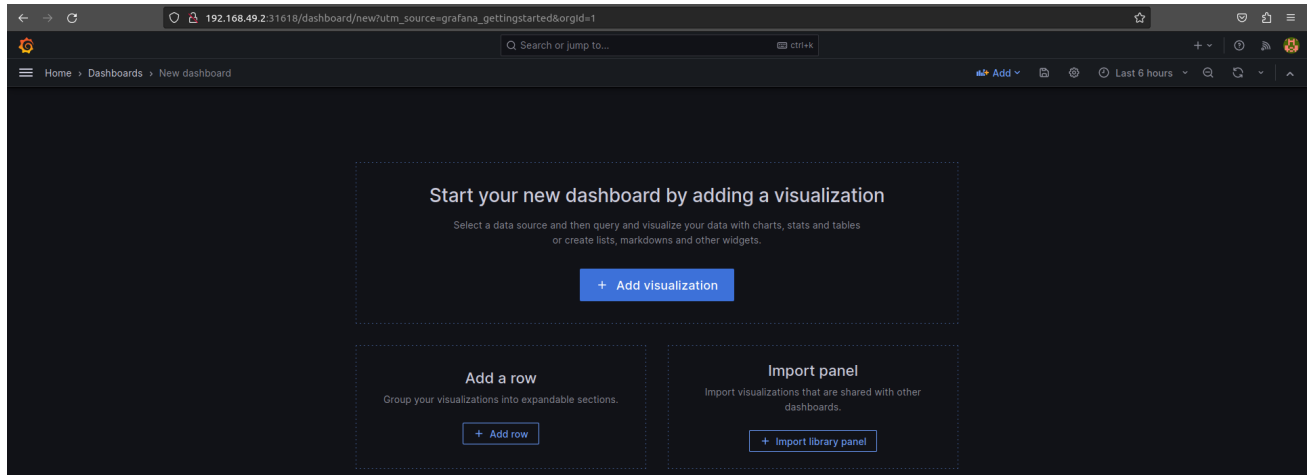 192.168.49.2:31618/dashboard/new?utm_source=grafana_gettingstarted&orgId=1
Search or jump to... ctrl+k
Home › Dashboards › New dashboard Add Last 6 hours
Start your new dashboard by adding a visualization
Select a data source and then query and visualize your data with charts, stats and tables
or create lists, markdowns and other widgets.
+ Add visualization
Add a row
Group your visualizations into expandable sections.
+ Add row
Import panel
Import visualizations that are shared with other
dashboards.
+ Import library panel